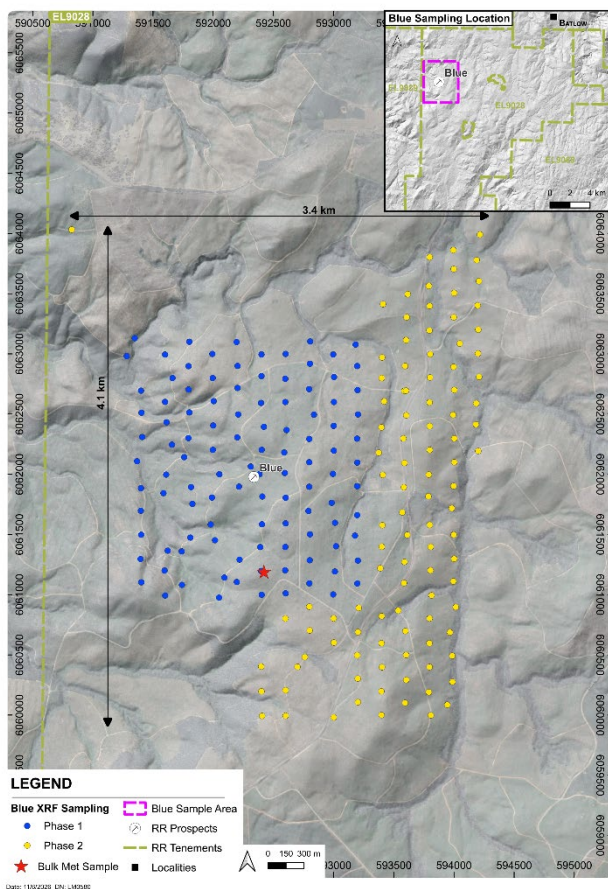 590500 591000 591500 592000 592500 593000
EL9028
Blue Sampling Location
BATLOW
Blue
EL9028
0 2 4 km
3.4 km
4.1 km
Blue
6065500
6065000
6064500
6064000
6063500
6063000
6062500
6062000
6061500
6061000
6060500
6060000
6064000
6063500
6063000
6062500
6062000
6061500
6061000
6060500
6060000
6059500
6059000
LEGEND
Blue XRF Sampling
Phase 1
Phase 2
Bulk Met Sample
Blue Sample Area
RR Prospects
RR Tenements
Localities
0 150 300 m
593000 593500 594000 594500 595000